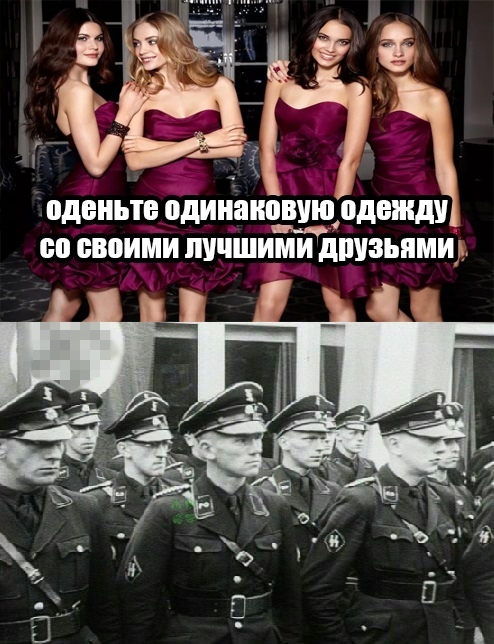 оденьте одинаковую одежду
со своими лучшими друзьями